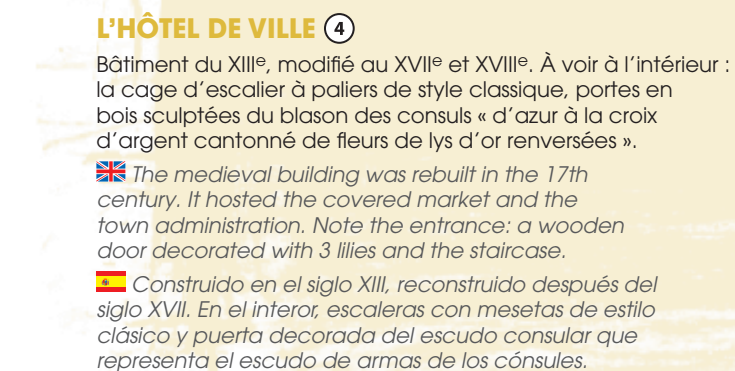 L'HÔTEL DE VILLE 4
Bâtiment du XIIIe, modifié au XVIIe et XVIIIe. À voir à l'intérieur :
la cage d'escalier à paliers de style classique, portes en
bois sculptées du blason des consuls « d'azur à la croix
d'argent cantonné de fleurs de lys d'or renversées ».
The medieval building was rebuilt in the 17th
century. It hosted the covered market and the
town administration. Note the entrance: a wooden
door decorated with 3 lilies and the staircase.
Construido en el siglo XIII, reconstruido después del
siglo XVII. En el interor, escaleras con mesetas de estilo
clásico y puerta decorada del escudo consular que
representa el escudo de armas de los cónsules.